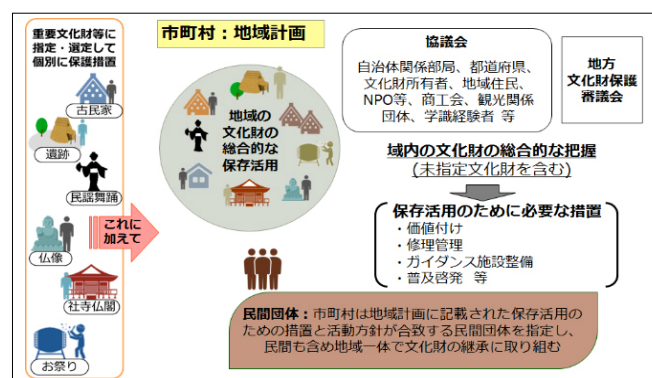 重要文化財等に
指定・選定して
個別に保護措置
古民家
遺跡
民謡舞踊
仏像
社寺仏閣
お祭り
これに
加えて
市町村：地域計画
地域の
文化財の
総合的な
保存活用
協議会
自治体関係部局、都道府県、
文化財所有者、地域住民、
NPO等、商工会、観光関係
団体、学識経験者 等
地方
文化財保護
審議会
域内の文化財の総合的な把握
(未指定文化財を含む)
保存活用のために必要な措置
・価値付け
・修理管理
・ガイダンス施設整備
・普及啓発 等
民間団体：市町村は地域計画に記載された保存活用の
ための措置と活動方針が合致する民間団体を指定し、
民間も含め地域一体で文化財の継承に取り組む